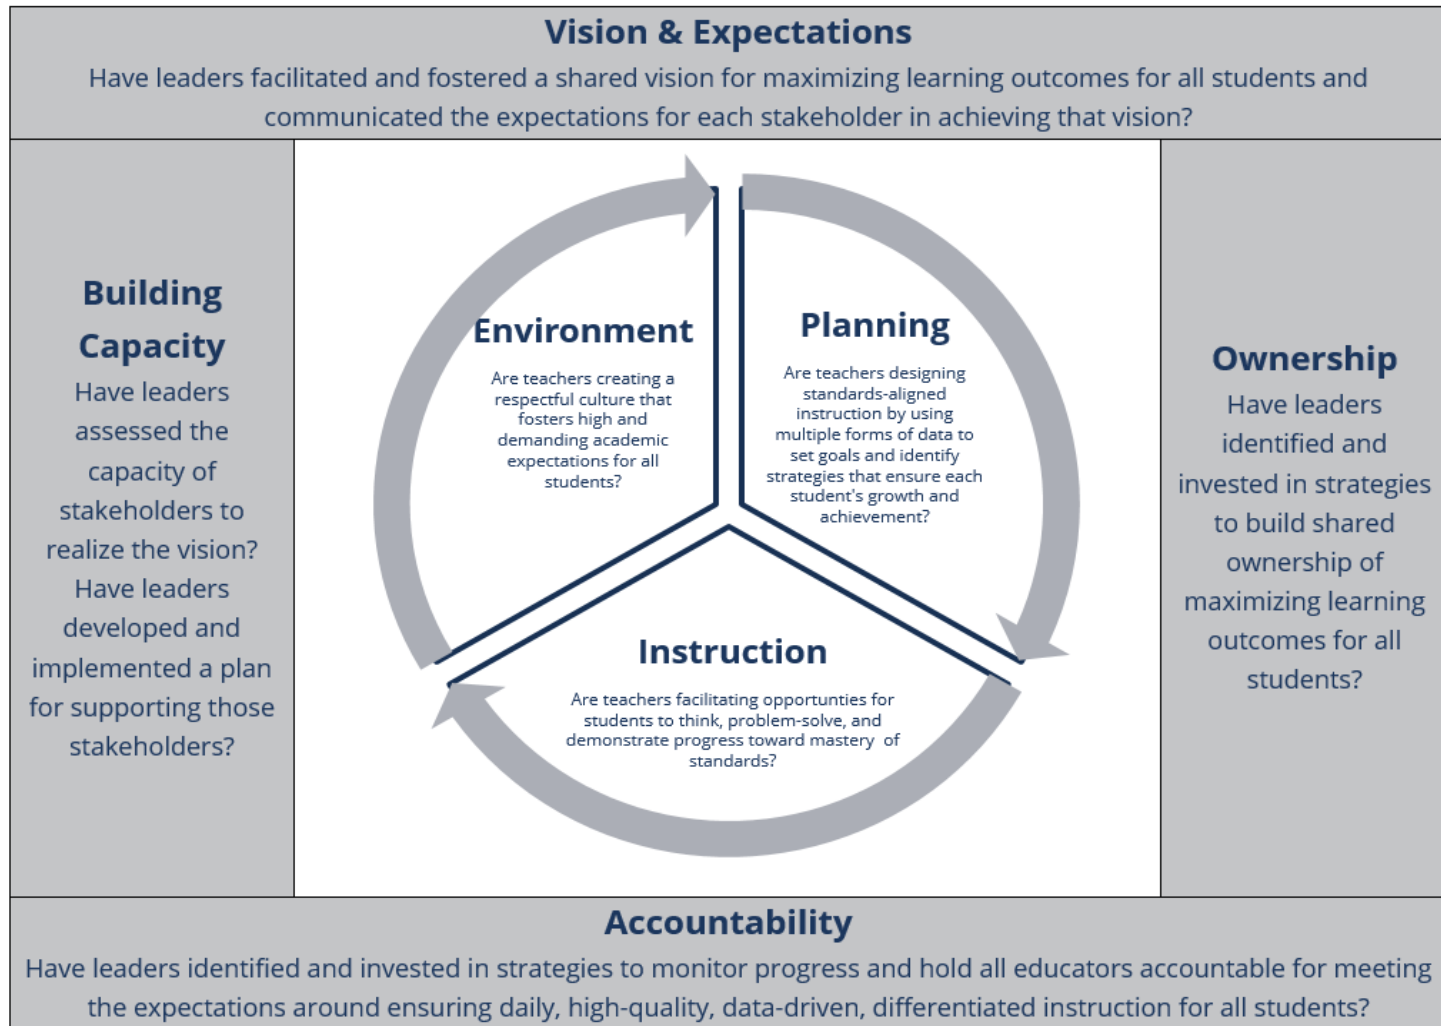 Vision & Expectations
Have leaders facilitated and fostered a shared vision for maximizing learning outcomes for all students and
communicated the expectations for each stakeholder in achieving that vision?
Building
Capacity
Have leaders
assessed the
capacity of
stakeholders to
realize the vision?
Have leaders
developed and
implemented a plan
for supporting those
stakeholders?
Environment
Are teachers creating a
respectful culture that
fosters high and
demanding academic
expectations for all
students?
Planning
Are teachers designing
standards-aligned
instruction by using
multiple forms of data to
set goals and identify
strategies that ensure each
student's growth and
achievement?
Instruction
Are teachers facilitating opportunties for
students to think, problem-solve, and
demonstrate progress toward mastery of
standards?
Ownership
Have leaders
identified and
invested in strategies
to build shared
ownership of
maximizing learning
outcomes for all
students?
Accountability
Have leaders identified and invested in strategies to monitor progress and hold all educators accountable for meeting
the expectations around ensuring daily, high-quality, data-driven, differentiated instruction for all students?